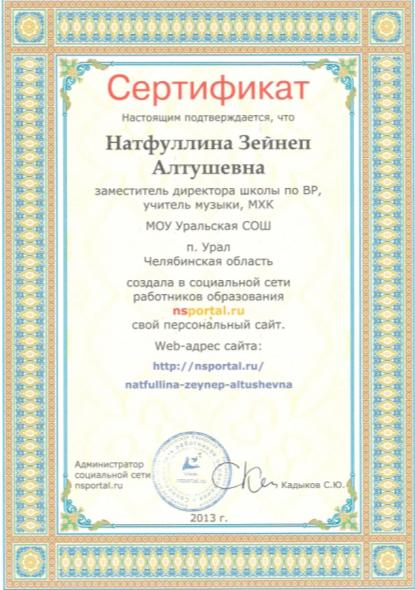 Сертификат
Настоящим подтверждается, что
Натфуллина Зейнеп
Алтушевна
заместитель директора школы по ВР,
учитель музыки, МХК
МОУ Уральская СОШ
п. Урал
Челябинская область
создала в социальной сети
работников образования
nsportal.ru
свой персональный сайт.
Web-адрес сайта:
http://nsportal.ru/
natfullina-zeynep-altushevna
Администратор
социальной сети
nsportal.ru
nsportal.ru
Кадыков С.Ю.
2013 г.